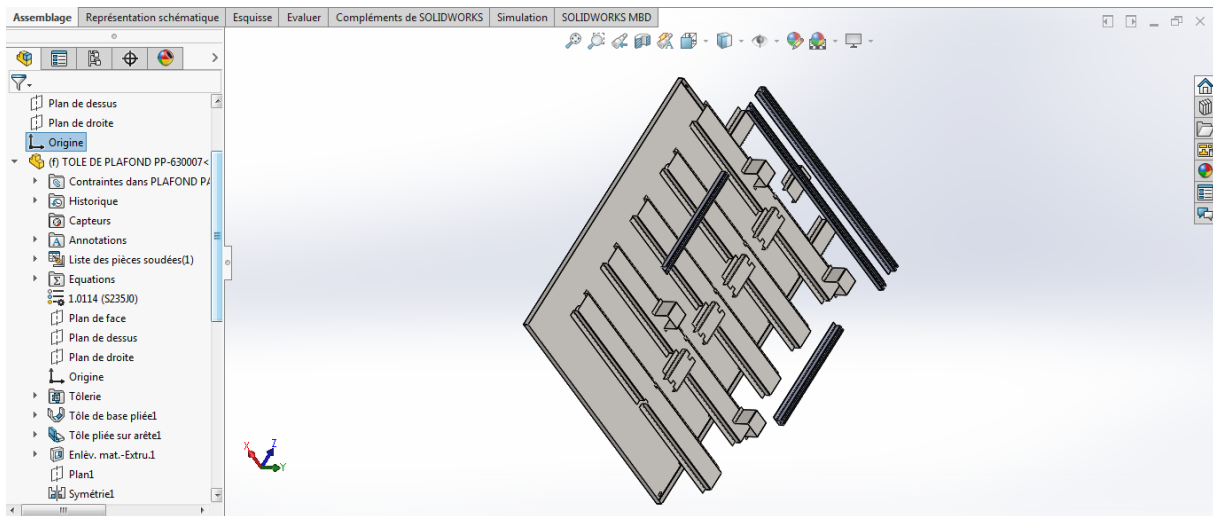 Assemblage Représentation schématique Esquisse Evaluer Compléments de SOLIDWORKS Simulation SOLIDWORKS MBD
Plan de dessus
Plan de droite
Origine
(f) TOLE DE PLAFOND PP-630007<
Contraintes dans PLAFOND PA
Historique
Capteurs
Annotations
Liste des pièces soudées(1)
Equations
1.0114 (S235J0)
Plan de face
Plan de dessus
Plan de droite
Origine
Tôlerie
Tôle de base pliée1
Tôle pliée sur arête1
Enlèv. mat.-Extru.1
Plan1
Symétrie1
X
Z
Y